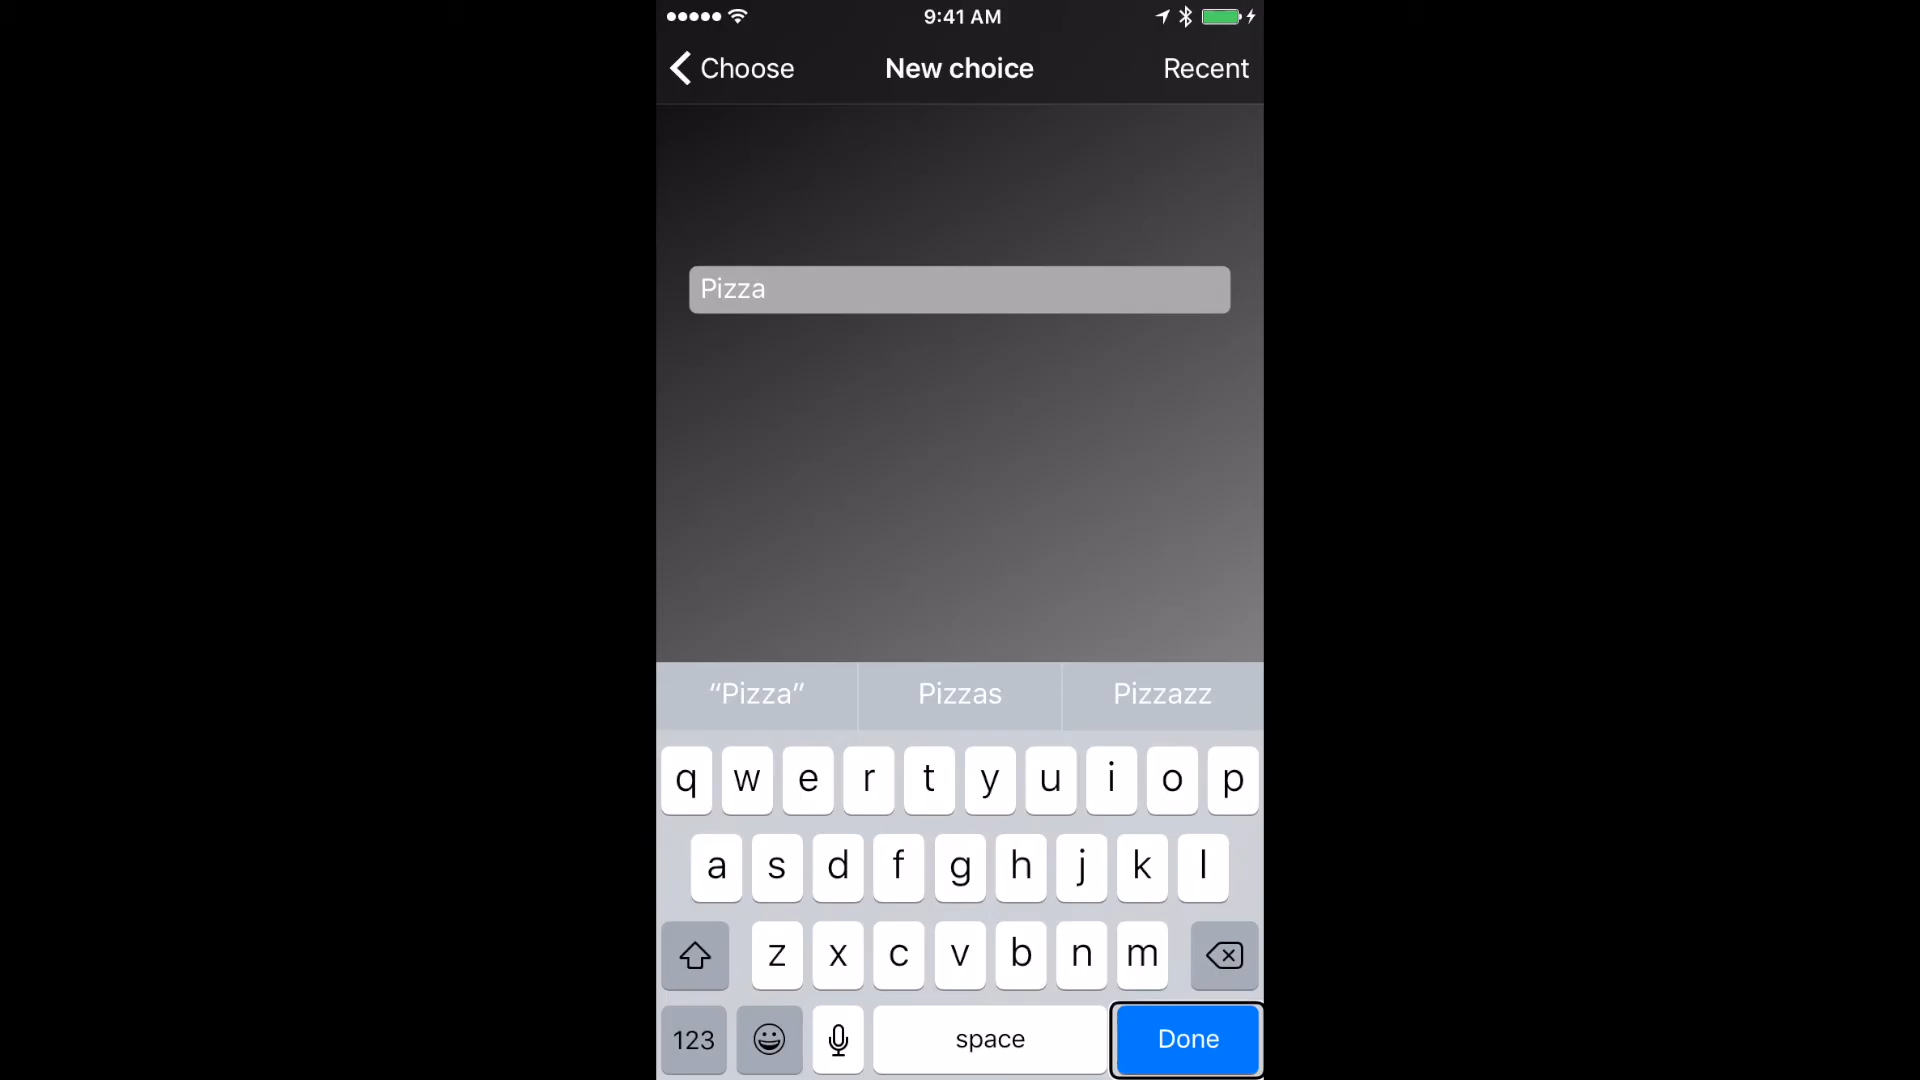 9:41 AM
Choose New choice Recent
Pizza
“Pizza” Pizzas Pizzazz
q w e r t y u i o p
a s d f g h j k l
z x c v b n m
123 space Done